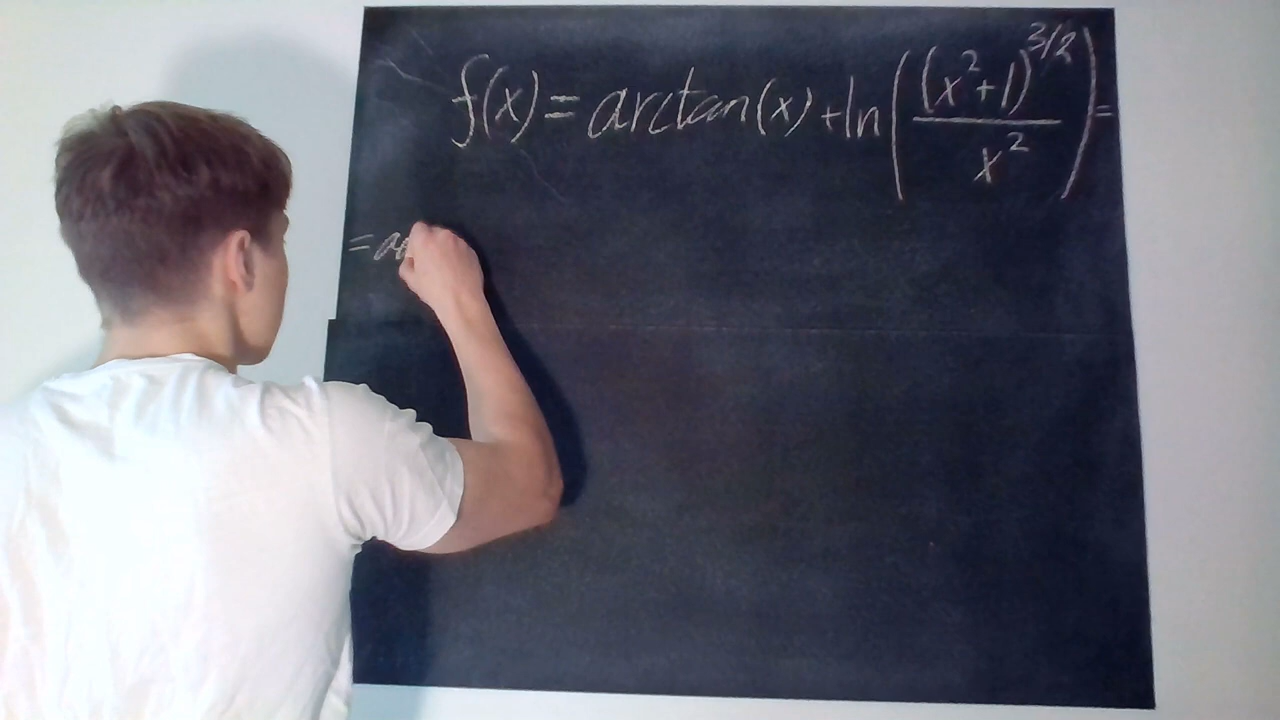 f(x) = arctan(x) + ln((x²+1)^3/2 / x²) =
= a